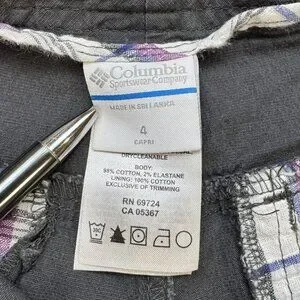 Columbia
Sportswear Company
MADE IN SRI LANKA
4
CAPRI
DRYCLEANABLE
BODY:
98% COTTON, 2% ELASTANE
LINING: 100% COTTON
EXCLUSIVE OF TRIMMING
RN 69724
CA 05367